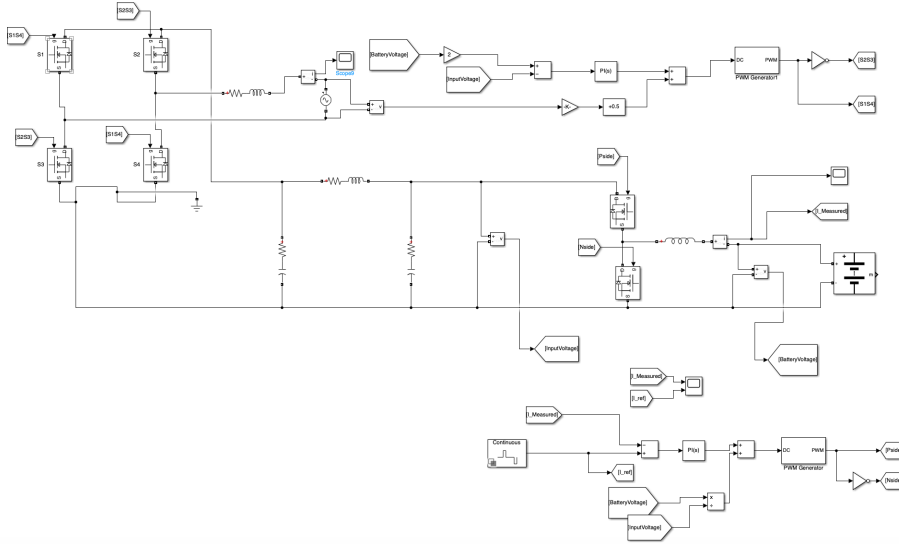 [S2S3]
[S1S4]
S1
S2
g
D
S
g
D
S
Scope9
[BatteryVoltage]
2
[InputVoltage]
PI(s)
DC
PWM
PWM Generator1
[S2S3]
[S1S4]
v
-K-
+0.5
[S2S3]
[S1S4]
S3
S4
g
D
S
g
D
S
[Pside]
[I_Measured]
[Nside]
v
v
m
[InputVoltage]
[BatteryVoltage]
[I_Measured]
[I_ref]
[I_Measured]
Continuous
PI(s)
DC
PWM
PWM Generator
[I_ref]
[BatteryVoltage]
[InputVoltage]